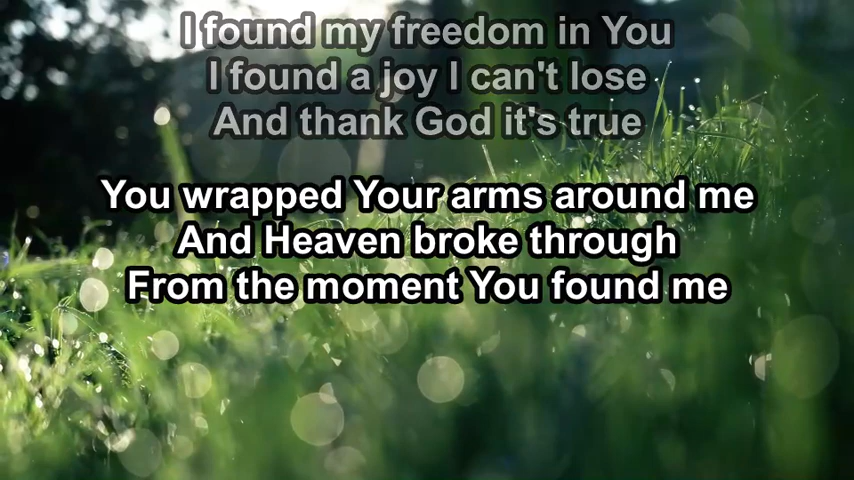 I found my freedom in You
I found a joy I can't lose
And thank God it's true
You wrapped Your arms around me
And Heaven broke through
From the moment You found me